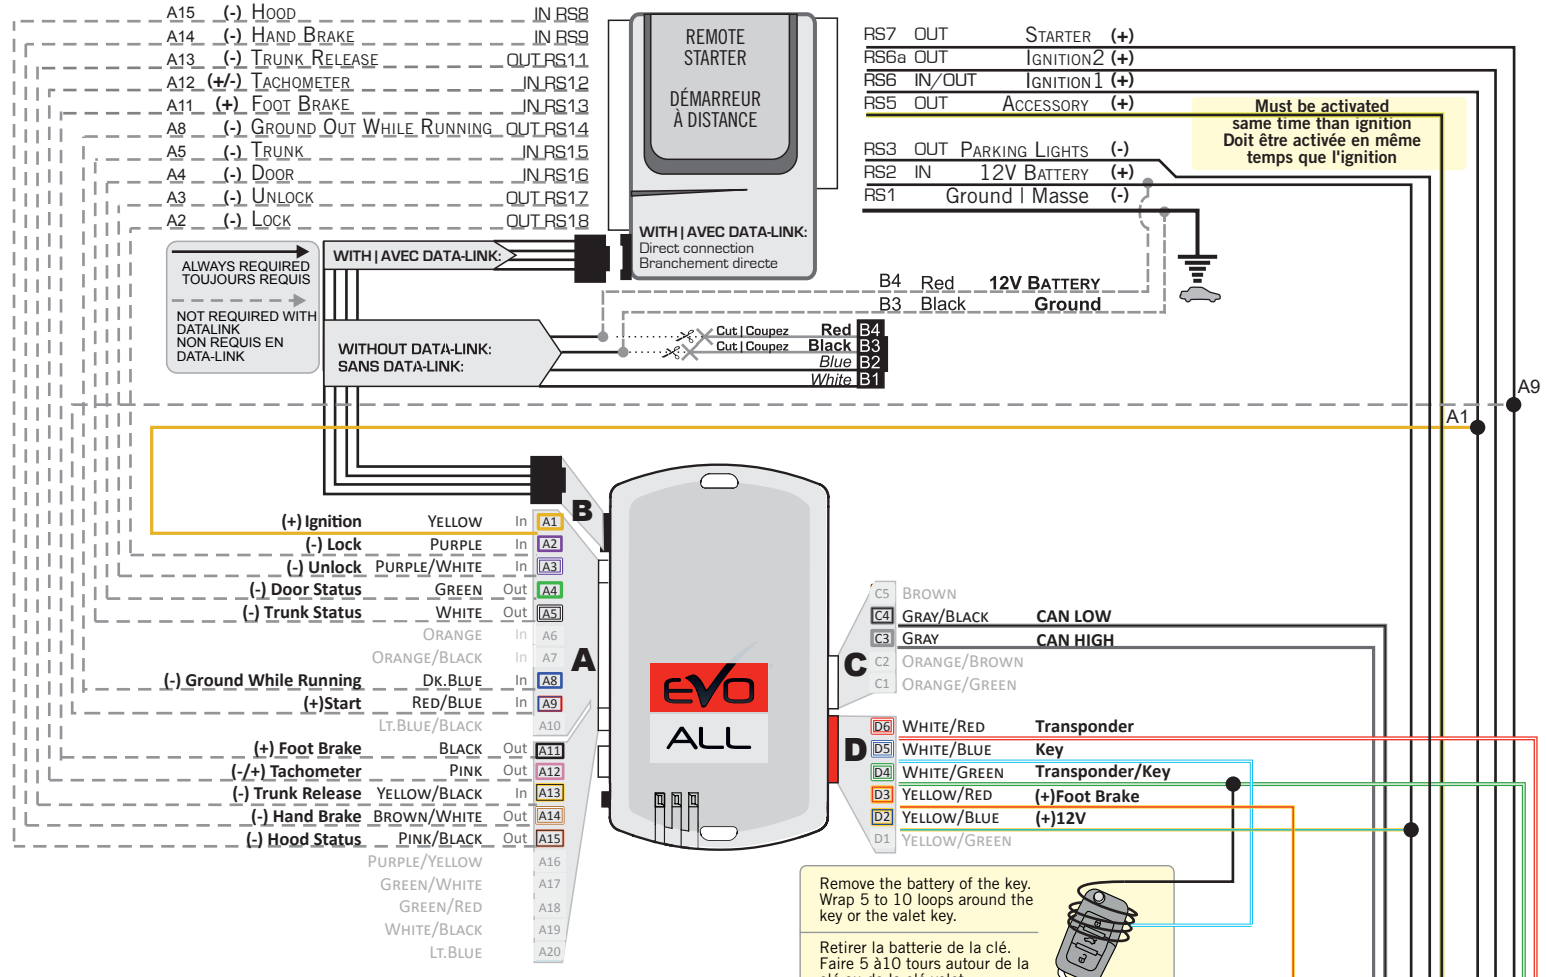 A15 (-) HOOD IN RS8
A14 (-) HAND BRAKE IN RS9
A13 (-) TRUNK RELEASE OUT RS11
A12 (+/-) TACHOMETER IN RS12
A11 (+) FOOT BRAKE IN RS13
A8 (-) GROUND OUT WHILE RUNNING OUT RS14
A5 (-) TRUNK IN RS15
A4 (-) DOOR IN RS16
A3 (-) UNLOCK OUT RS17
A2 (-) LOCK OUT RS18
REMOTE
STARTER
DÉMARREUR
À DISTANCE
WITH | AVEC DATA-LINK:
Direct connection
Branchement directe
RS7 OUT STARTER (+)
RS6a OUT IGNITION2 (+)
RS6 IN/OUT IGNITION1 (+)
RS5 OUT ACCESSORY (+)
RS3 OUT PARKING LIGHTS (-)
RS2 IN 12V BATTERY (+)
RS1 Ground | Masse (-)
Must be activated
same time than ignition
Doit être activée en même
temps que l'ignition
ALWAYS REQUIRED
TOUJOURS REQUIS
NOT REQUIRED WITH
DATALINK
NON REQUIS EN
DATA-LINK
WITH | AVEC DATA-LINK:
WITHOUT DATA-LINK:
SANS DATA-LINK:
B4 Red 12V BATTERY
B3 Black Ground
Cut | Coupez Red B4
Cut | Coupez Black B3
Blue B2
White B1
A9
A1
B
(+) Ignition YELLOW In A1
(-) Lock PURPLE In A2
(-) Unlock PURPLE/WHITE In A3
(-) Door Status GREEN Out A4
(-) Trunk Status WHITE Out A5
ORANGE In A6
ORANGE/BLACK In A7
(-) Ground While Running DK.BLUE In A8
(+)Start RED/BLUE In A9
LT.BLUE/BLACK A10
(+) Foot Brake BLACK Out A11
(-/+) Tachometer PINK Out A12
(-) Trunk Release YELLOW/BLACK In A13
(-) Hand Brake BROWN/WHITE Out A14
(-) Hood Status PINK/BLACK Out A15
PURPLE/YELLOW A16
GREEN/WHITE A17
GREEN/RED A18
WHITE/BLACK A19
LT.BLUE A20
A
EVO
ALL
C
C5 BROWN
C4 GRAY/BLACK CAN LOW
C3 GRAY CAN HIGH
C2 ORANGE/BROWN
C1 ORANGE/GREEN
D
D6 WHITE/RED Transponder
D5 WHITE/BLUE Key
D4 WHITE/GREEN Transponder/Key
D3 YELLOW/RED (+)Foot Brake
D2 YELLOW/BLUE (+)12V
D1 YELLOW/GREEN
Remove the battery of the key.
Wrap 5 to 10 loops around the
key or the valet key.
Retirer la batterie de la clé.
Faire 5 à10 tours autour de la
clé ou de la clé valet